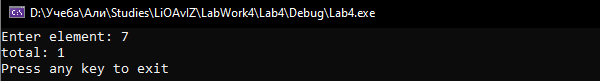 D:\Учеба\Али\Studies\LiOAvIZ\LabWork4\Lab4\Debug\Lab4.exe
Enter element: 7
total: 1
Press any key to exit